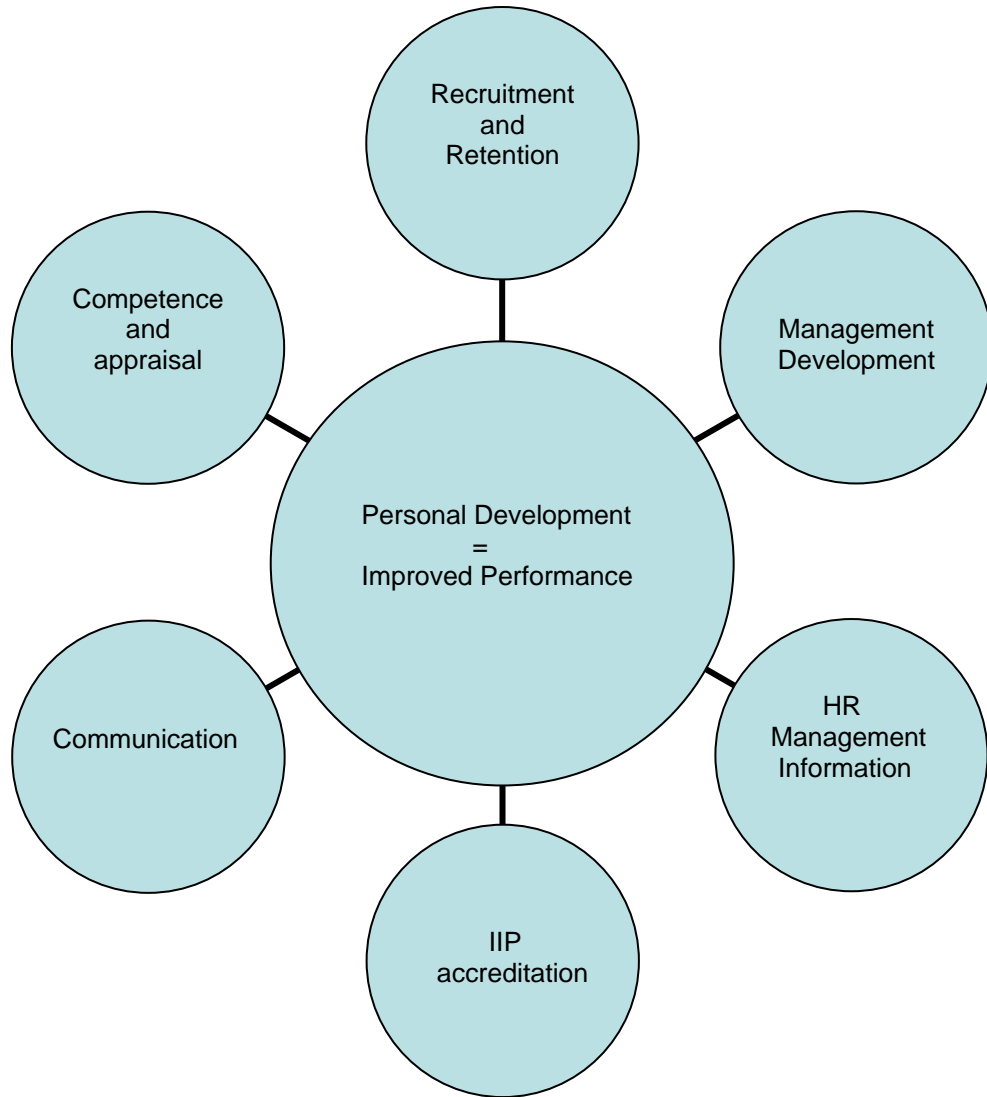 Recruitment
and
Retention
Competence
and
appraisal
Management
Development
Personal Development
=
Improved Performance
Communication
HR
Management
Information
IIP
accreditation